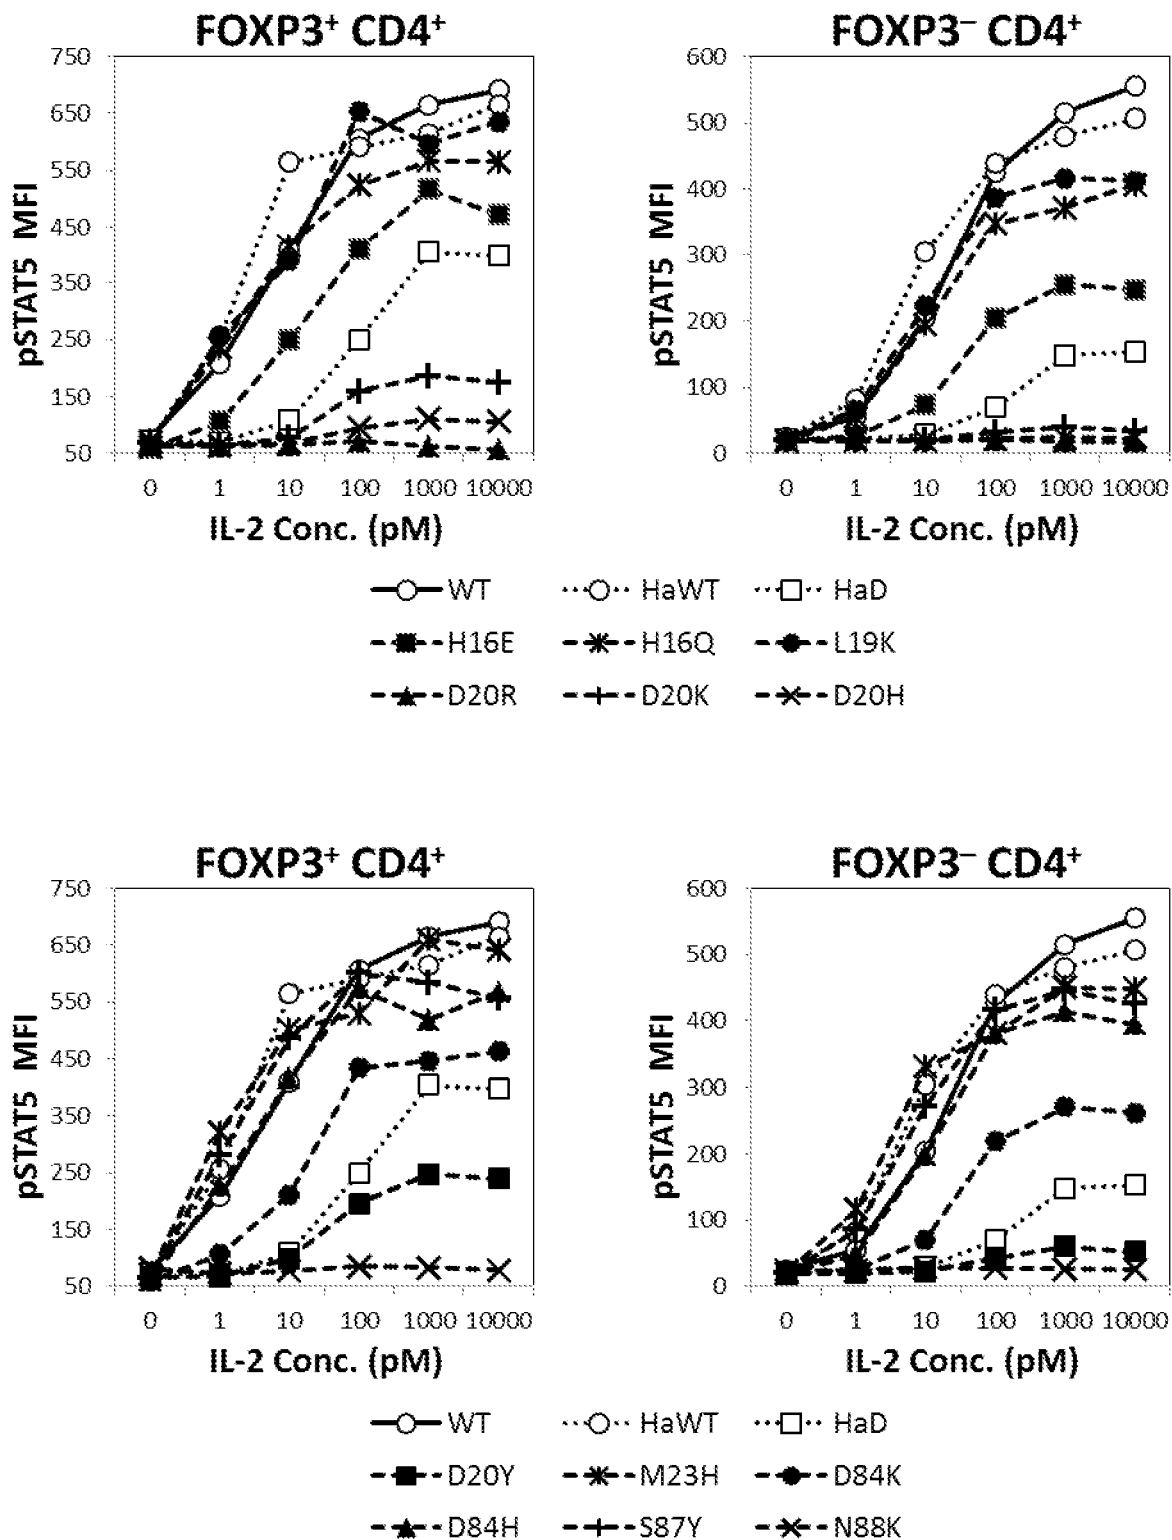 FOXP3⁺ CD4⁺
750
650
550
450
350
250
150
50
pSTAT5 MFI
0 1 10 100 1000 10000
IL-2 Conc. (pM)
FOXP3⁻ CD4⁺
600
500
400
300
200
100
0
pSTAT5 MFI
0 1 10 100 1000 10000
IL-2 Conc. (pM)
WT HaWT HaD
H16E H16Q L19K
D20R D20K D20H
FOXP3⁺ CD4⁺
750
650
550
450
350
250
150
50
pSTAT5 MFI
0 1 10 100 1000 10000
IL-2 Conc. (pM)
FOXP3⁻ CD4⁺
600
500
400
300
200
100
0
pSTAT5 MFI
0 1 10 100 1000 10000
IL-2 Conc. (pM)
WT HaWT HaD
D20Y M23H D84K
D84H S87Y N88K